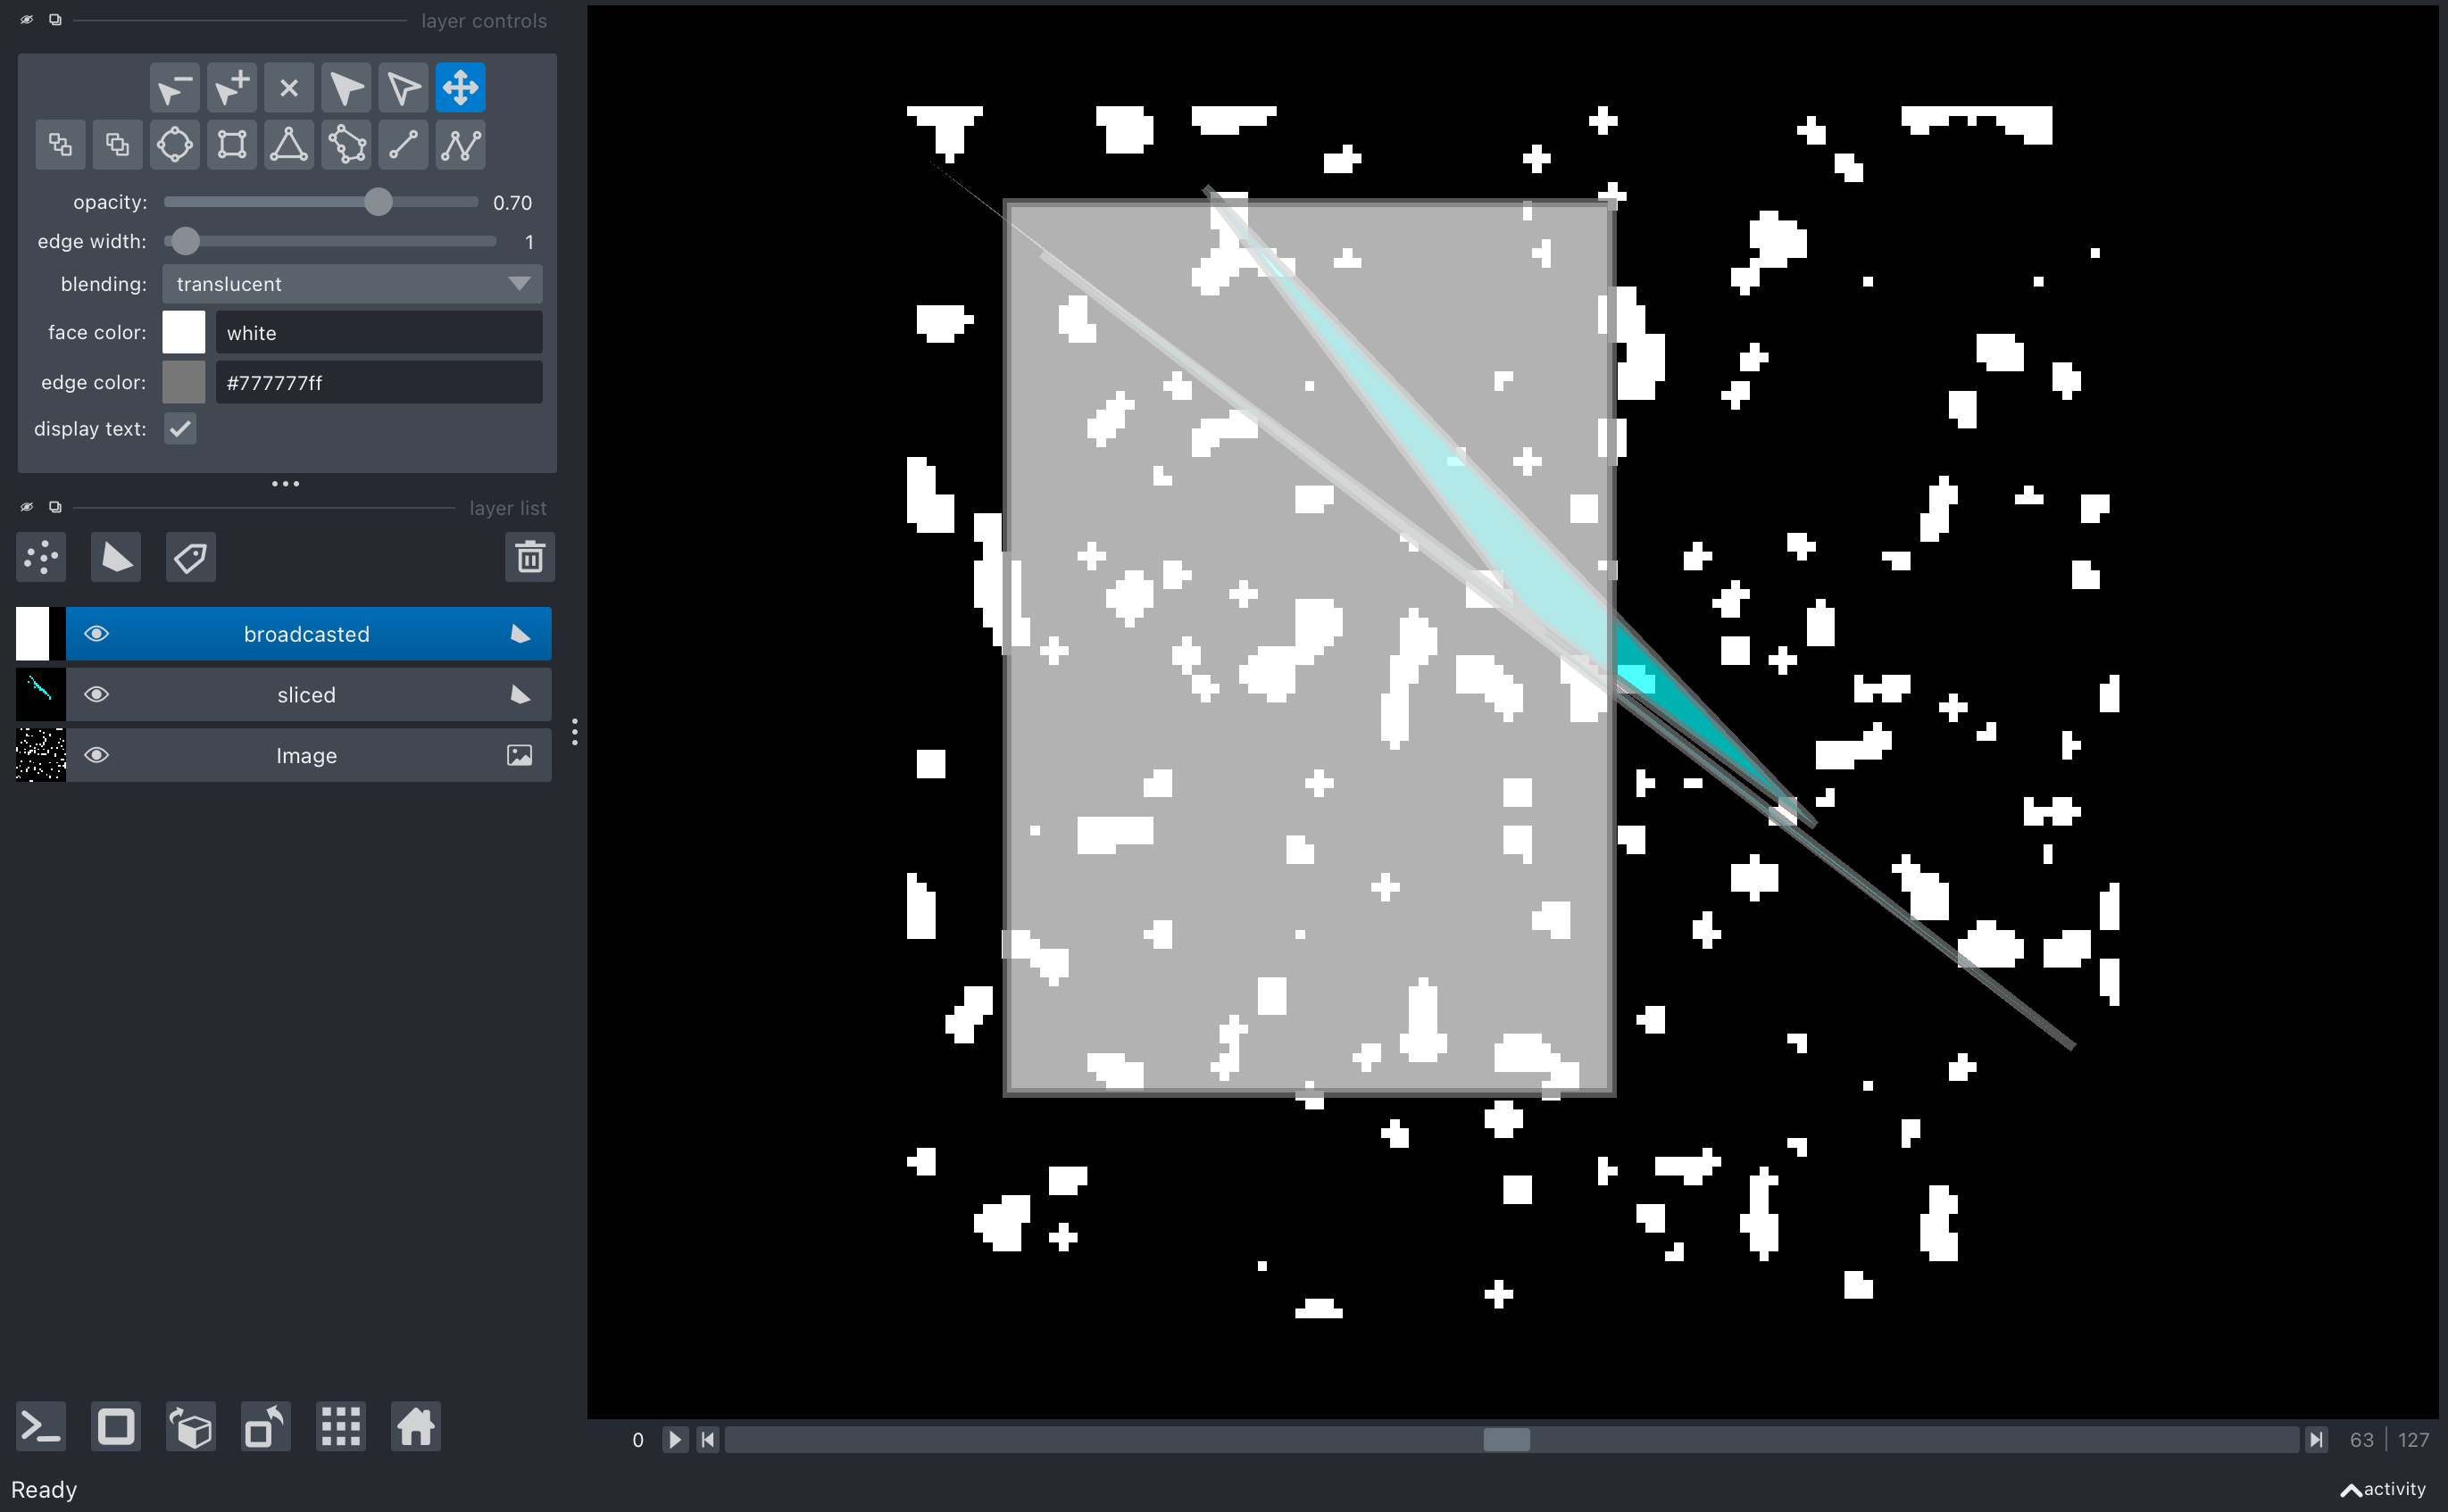 layer controls
opacity: 0.70
edge width: 1
blending: translucent
face color: white
edge color: #777777ff
display text:
layer list
broadcasted
sliced
Image
0 63 127
Ready
activity